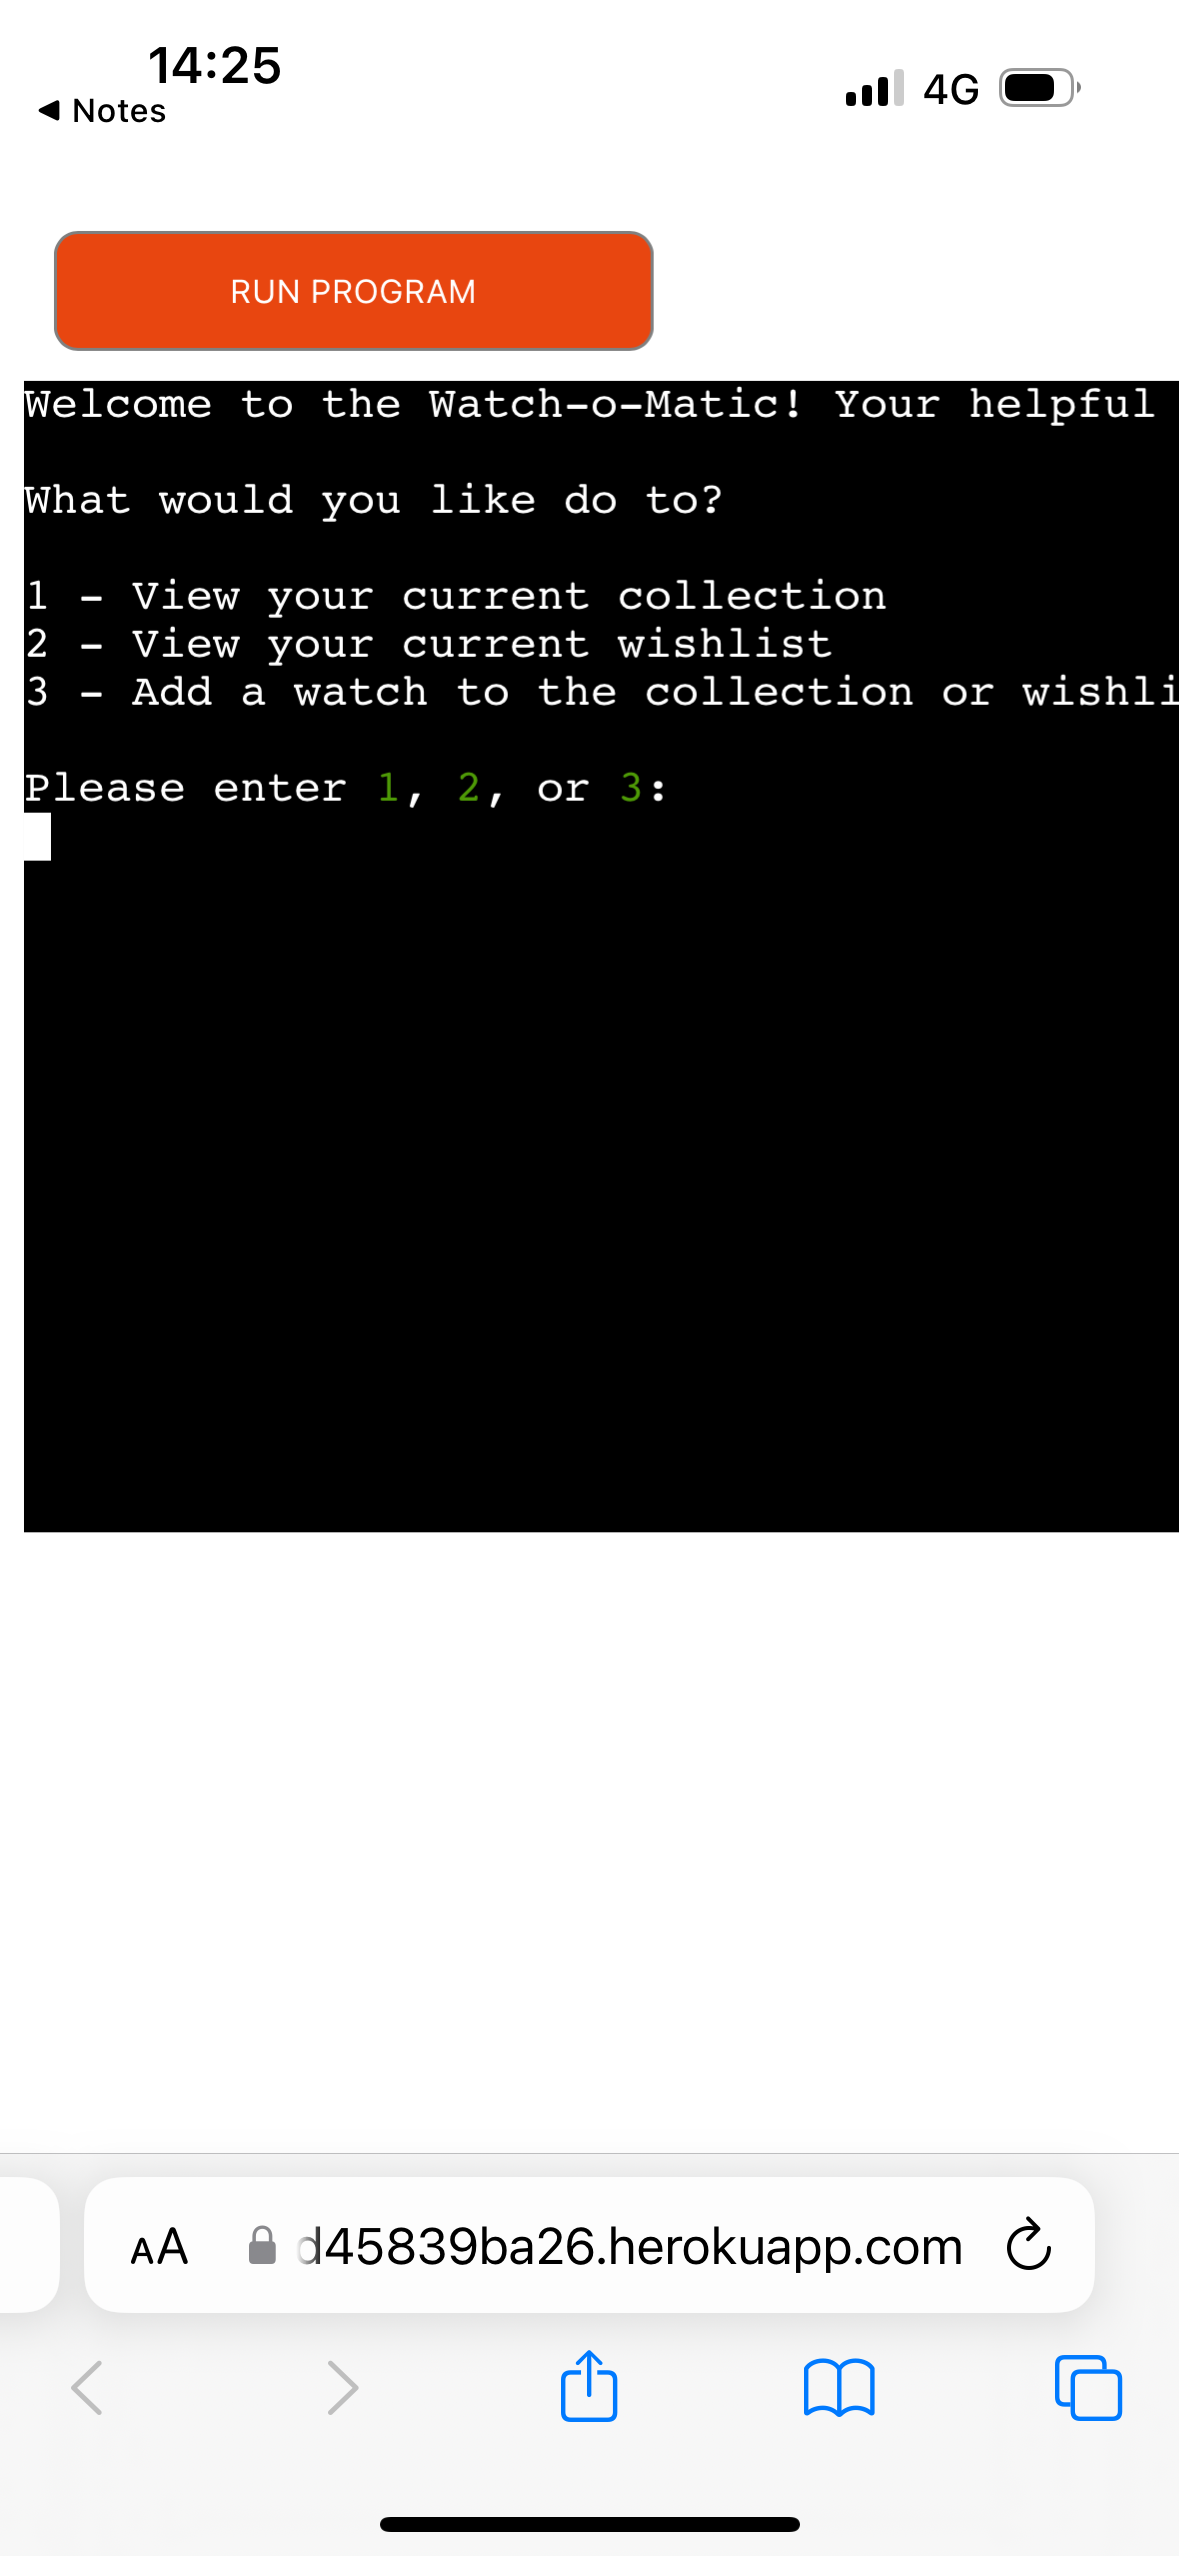 14:25
◀ Notes
4G
RUN PROGRAM
Welcome to the Watch-o-Matic! Your helpful
What would you like do to?
1 - View your current collection
2 - View your current wishlist
3 - Add a watch to the collection or wishli
Please enter 1, 2, or 3:
AA d45839ba26.herokuapp.com